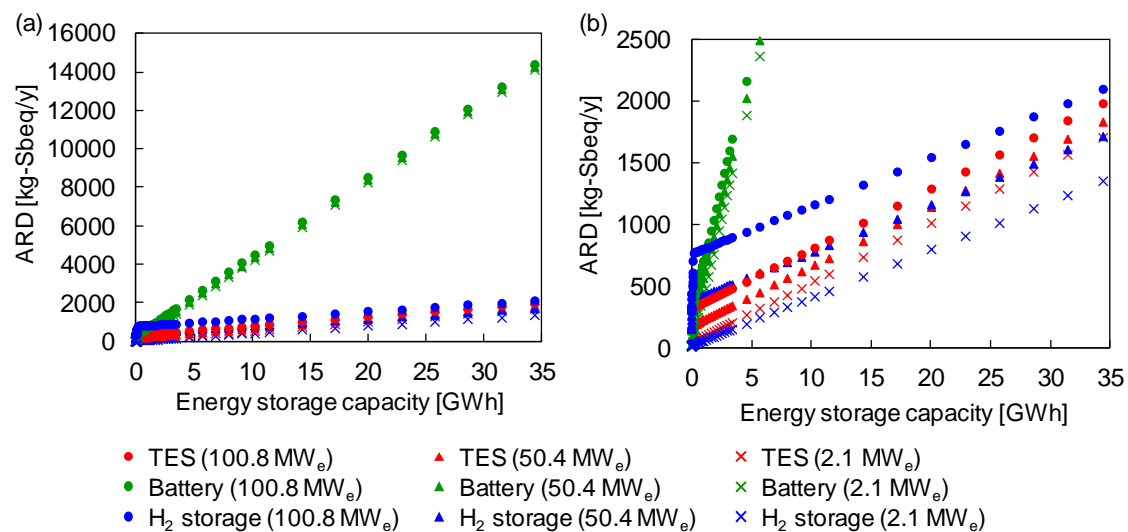 (a)
16000
14000
12000
10000
8000
6000
4000
2000
0
ARD [kg-Sbeq/y]
0 5 10 15 20 25 30 35
Energy storage capacity [GWh]
(b)
2500
2000
1500
1000
500
0
ARD [kg-Sbeq/y]
0 5 10 15 20 25 30 35
Energy storage capacity [GWh]
TES (100.8 MWₑ) TES (50.4 MWₑ) TES (2.1 MWₑ)
Battery (100.8 MWₑ) Battery (50.4 MWₑ) Battery (2.1 MWₑ)
H₂ storage (100.8 MWₑ) H₂ storage (50.4 MWₑ) H₂ storage (2.1 MWₑ)